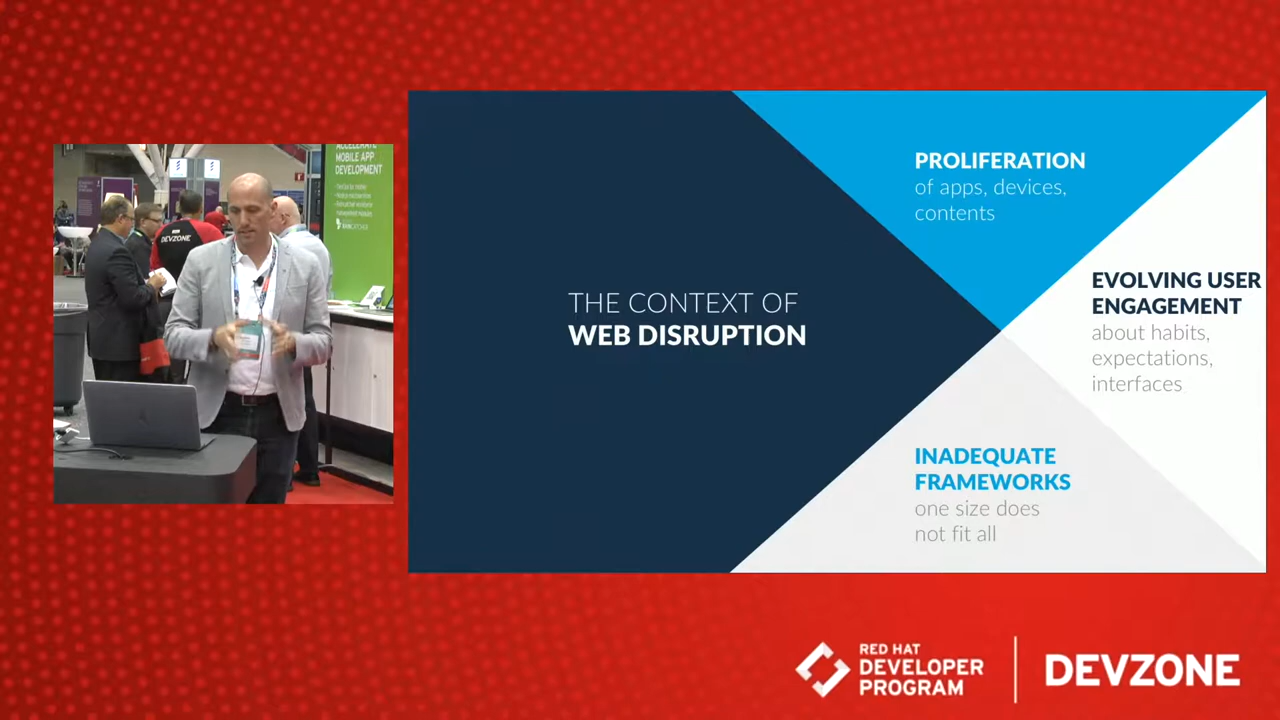 ACCELERATE
MOBILE APP
DEVELOPMENT
DEVZONE
THE CONTEXT OF
WEB DISRUPTION
PROLIFERATION
of apps, devices,
contents
EVOLVING USER
ENGAGEMENT
about habits,
expectations,
interfaces
INADEQUATE
FRAMEWORKS
one size does
not fit all
RED HAT
DEVELOPER
PROGRAM
DEVZONE